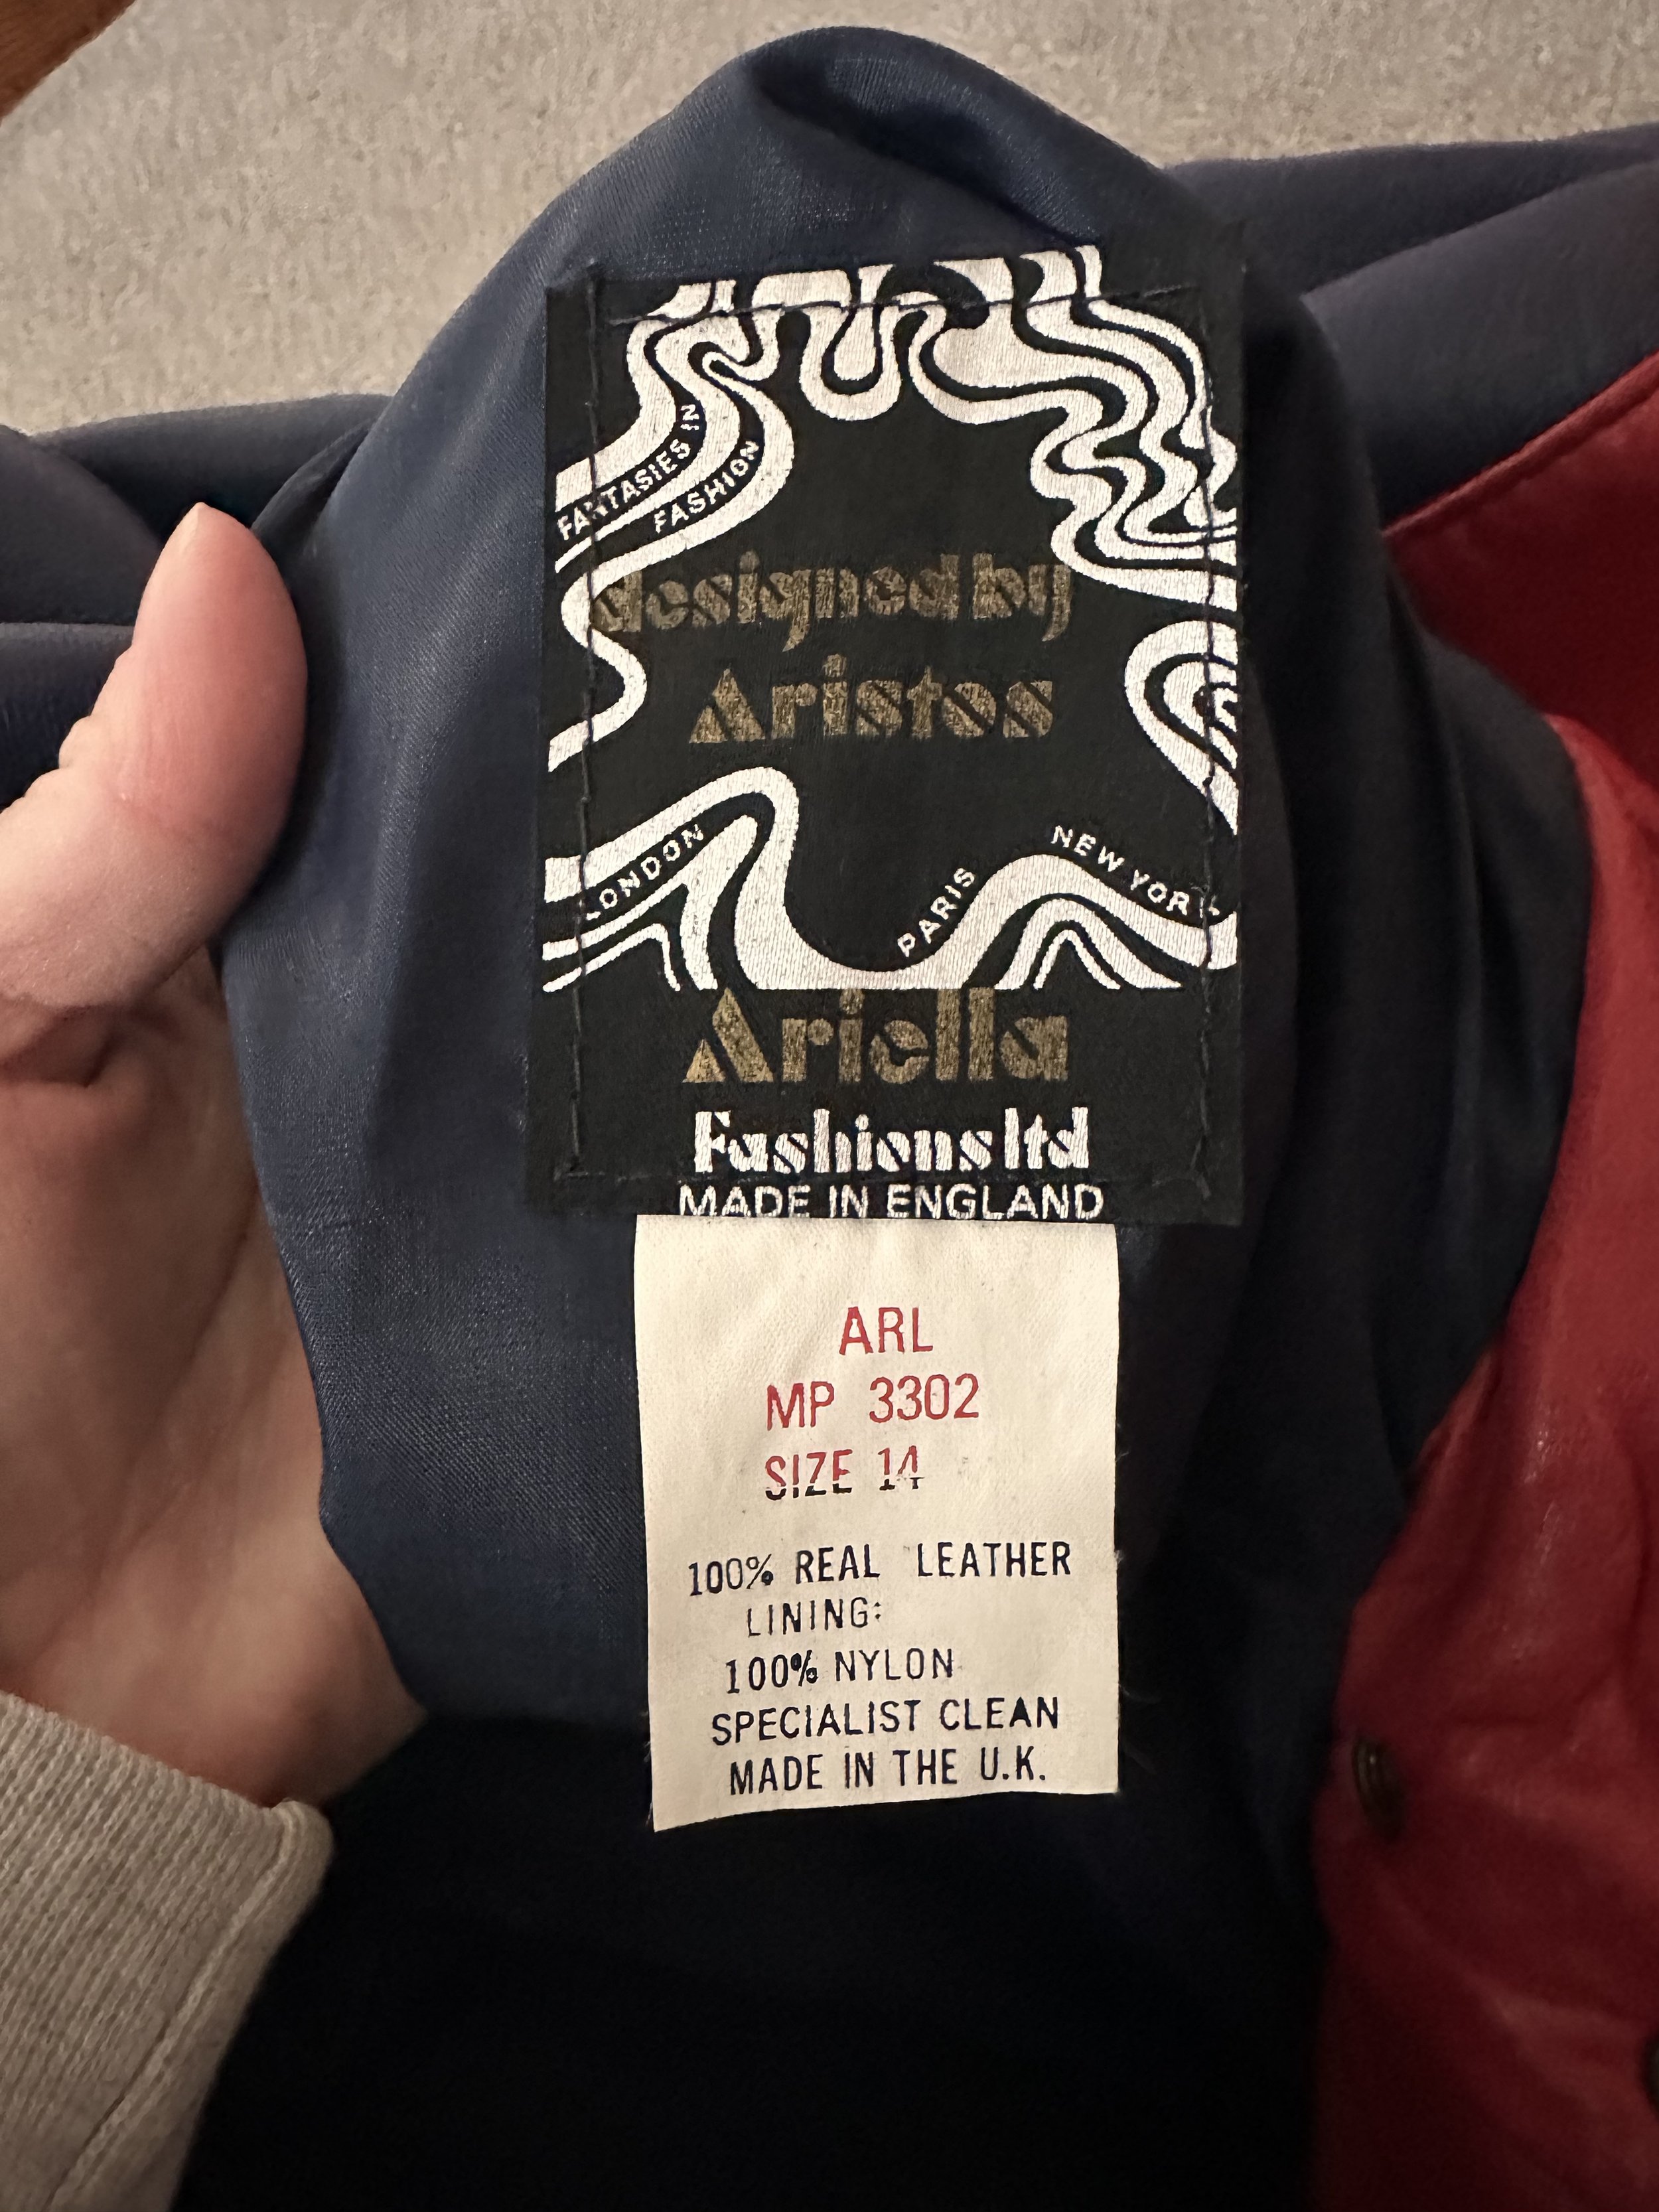 FANTASIES IN
FASHION
designed by
Aristos
LONDON
PARIS
NEW YORK
Ariella
Fashions ltd
MADE IN ENGLAND
ARL
MP 3302
SIZE 14
100% REAL LEATHER
LINING:
100% NYLON
SPECIALIST CLEAN
MADE IN THE U.K.